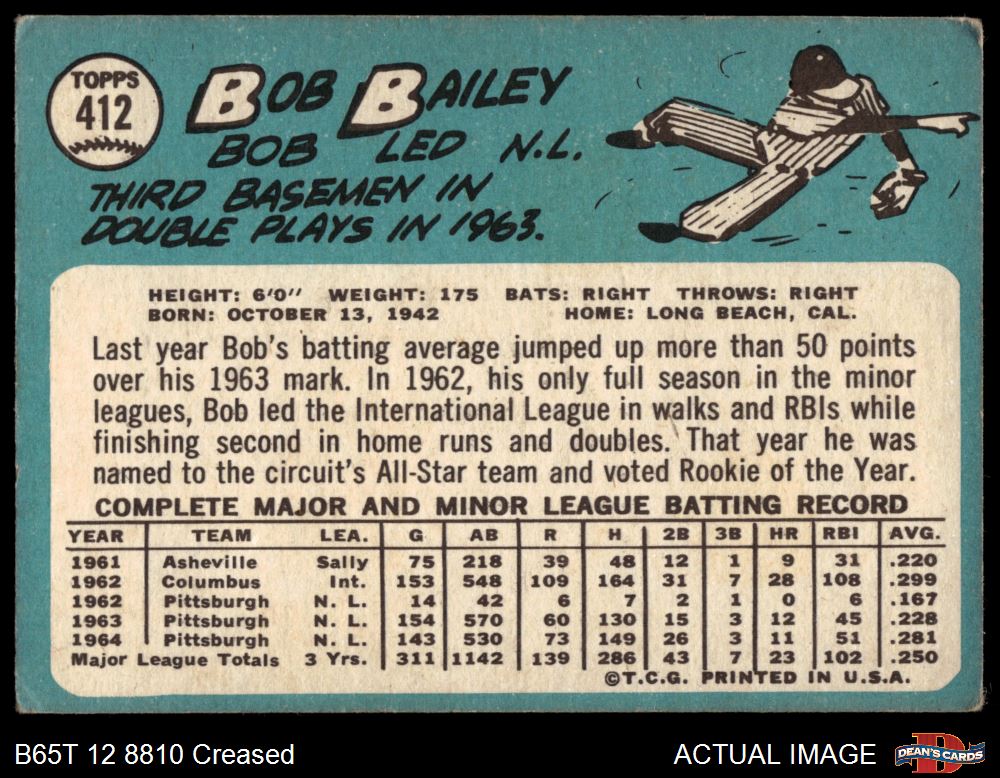 TOPPS
412
BOB BAILEY
BOB LED N.L.
THIRD BASEMEN IN
DOUBLE PLAYS IN 1963.
HEIGHT: 6'0" WEIGHT: 175 BATS: RIGHT THROWS: RIGHT
BORN: OCTOBER 13, 1942 HOME: LONG BEACH, CAL.
Last year Bob's batting average jumped up more than 50 points
over his 1963 mark. In 1962, his only full season in the minor
leagues, Bob led the International League in walks and RBIs while
finishing second in home runs and doubles. That year he was
named to the circuit's All-Star team and voted Rookie of the Year.
COMPLETE MAJOR AND MINOR LEAGUE BATTING RECORD
YEAR TEAM LEA. G AB R H 2B 3B HR RBI AVG.
1961 Asheville Sally 75 218 39 48 12 1 9 31 .220
1962 Columbus Int. 153 548 109 164 31 7 28 108 .299
1962 Pittsburgh N. L. 14 42 6 7 2 1 0 6 .167
1963 Pittsburgh N. L. 154 570 60 130 15 3 12 45 .228
1964 Pittsburgh N. L. 143 530 73 149 26 3 11 51 .281
Major League Totals 3 Yrs. 311 1142 139 286 43 7 23 102 .250
©T.C.G. PRINTED IN U.S.A.
B65T 12 8810 Creased ACTUAL IMAGE DEAN'S CARDS